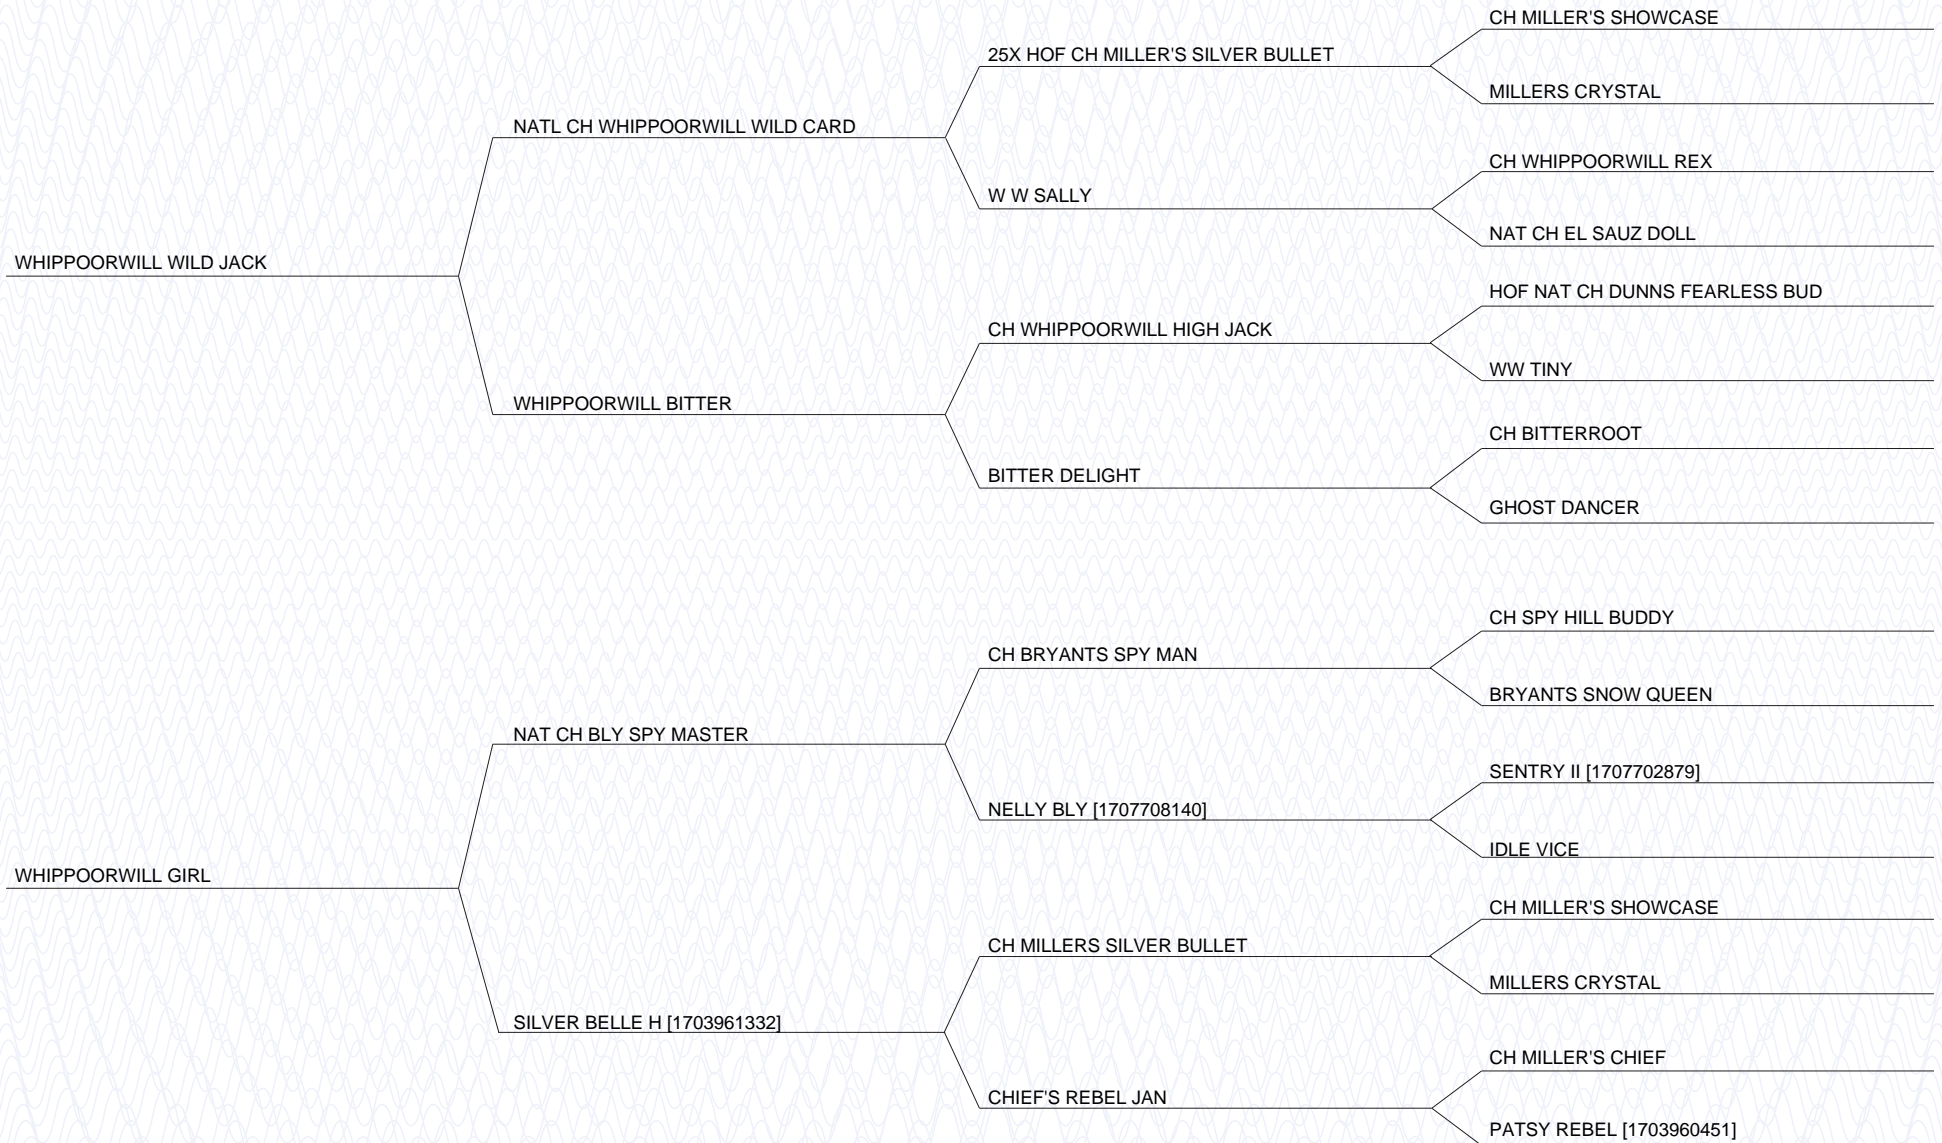 CH MILLER'S SHOWCASE
25X HOF CH MILLER'S SILVER BULLET
MILLERS CRYSTAL
NATL CH WHIPPOORWILL WILD CARD
CH WHIPPOORWILL REX
W W SALLY
NAT CH EL SAUZ DOLL
WHIPPOORWILL WILD JACK
HOF NAT CH DUNNS FEARLESS BUD
CH WHIPPOORWILL HIGH JACK
WW TINY
WHIPPOORWILL BITTER
CH BITTERROOT
BITTER DELIGHT
GHOST DANCER
CH SPY HILL BUDDY
CH BRYANTS SPY MAN
BRYANTS SNOW QUEEN
NAT CH BLY SPY MASTER
SENTRY II [1707702879]
NELLY BLY [1707708140]
IDLE VICE
WHIPPOORWILL GIRL
CH MILLER'S SHOWCASE
CH MILLERS SILVER BULLET
MILLERS CRYSTAL
SILVER BELLE H [1703961332]
CH MILLER'S CHIEF
CHIEF'S REBEL JAN
PATSY REBEL [1703960451]